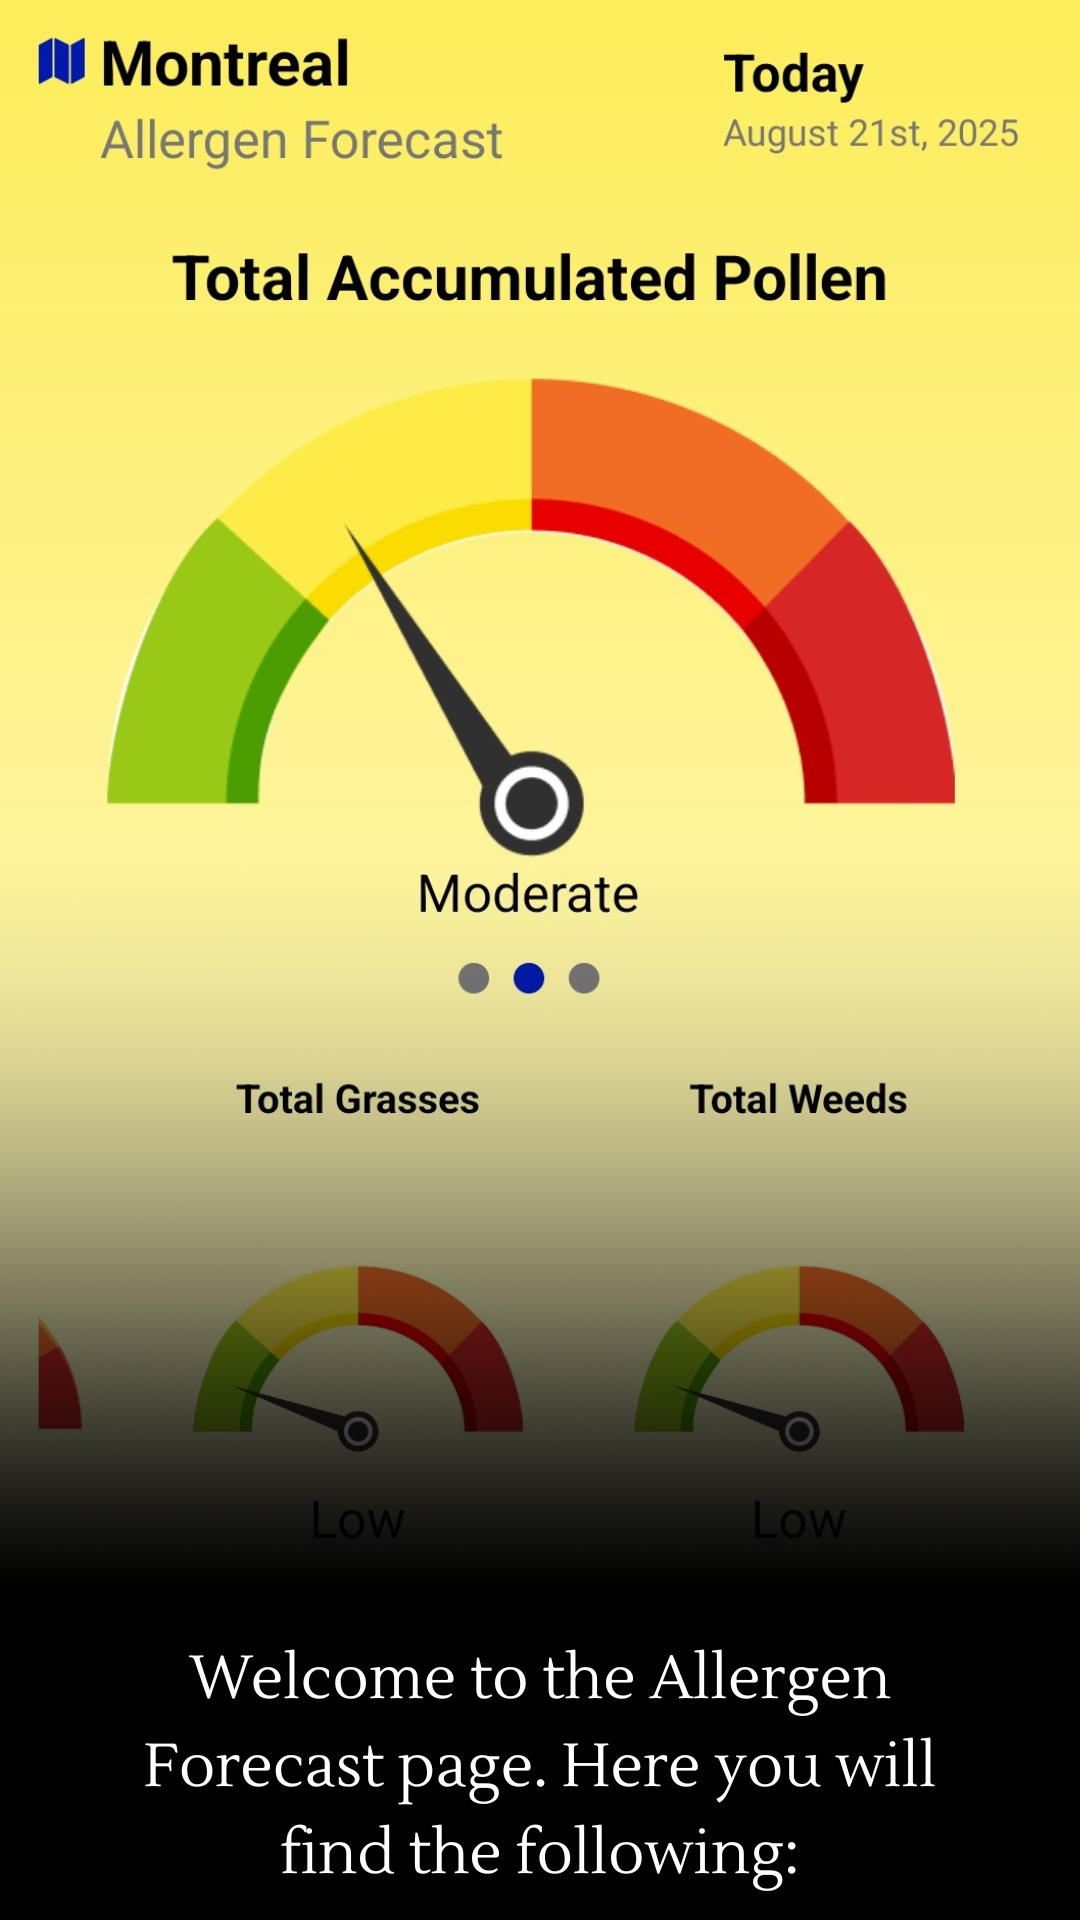 Montreal
Allergen Forecast
Today
August 21st, 2025
Total Accumulated Pollen
Moderate
Total Grasses
Total Weeds
Low
Low
Welcome to the Allergen
Forecast page. Here you will
find the following: